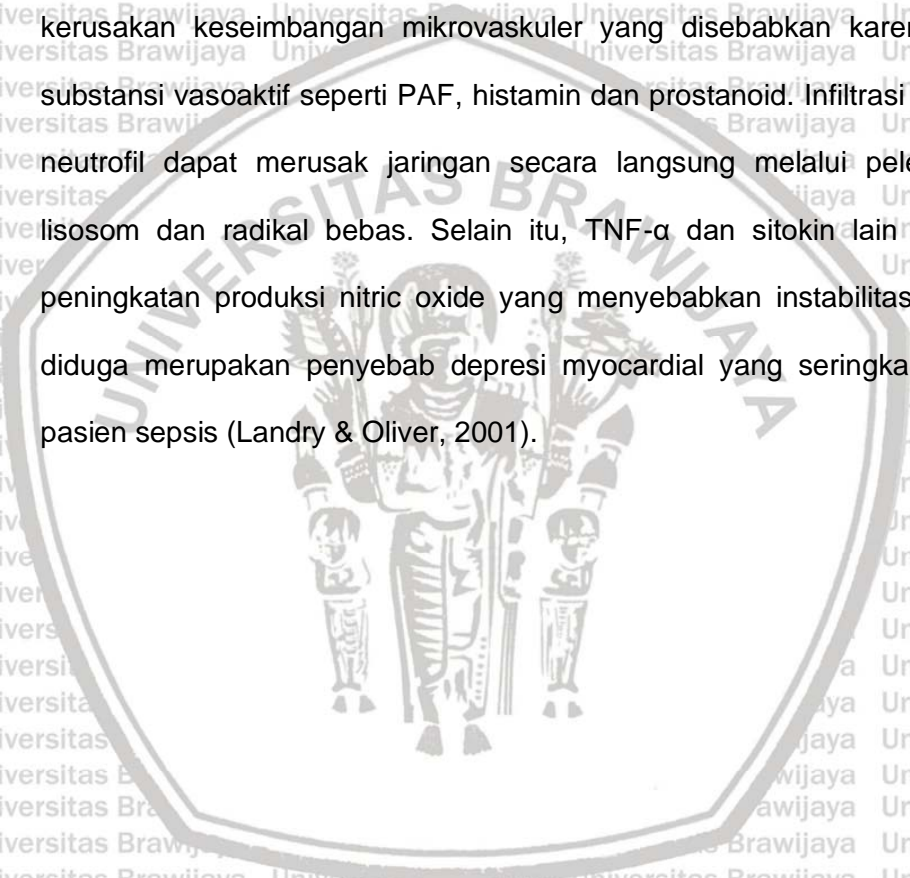 kerusakan keseimbangan mikrovaskuler yang disebabkan
substansi vasoaktif seperti PAF, histamin dan prostanoid. Infiltrasi
neutrofil dapat merusak jaringan secara langsung melalui
lisosom dan radikal bebas. Selain itu, TNF-α dan sitokin lain
peningkatan produksi nitric oxide yang menyebabkan instabilitas
diduga merupakan penyebab depresi myocardial yang
pasien sepsis (Landry & Oliver, 2001).
UNIVERSITAS BRAWIJAYA